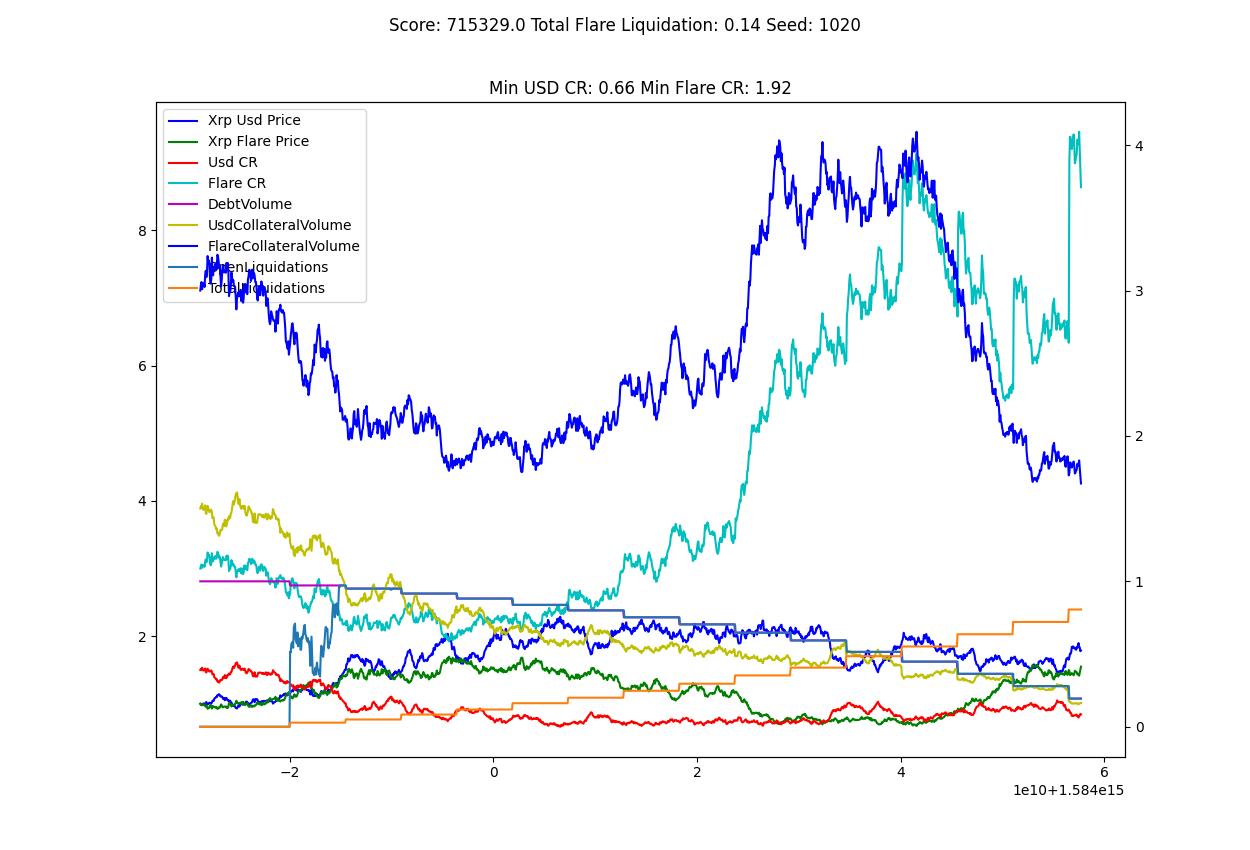 Score: 715329.0 Total Flare Liquidation: 0.14 Seed: 1020
Min USD CR: 0.66 Min Flare CR: 1.92
Xrp Usd Price
Xrp Flare Price
Usd CR
Flare CR
DebtVolume
UsdCollateralVolume
FlareCollateralVolume
OpenLiquidations
TotalLiquidations
8
6
4
2
4
3
2
1
0
−2
0
2
4
6
1e10+1.584e15